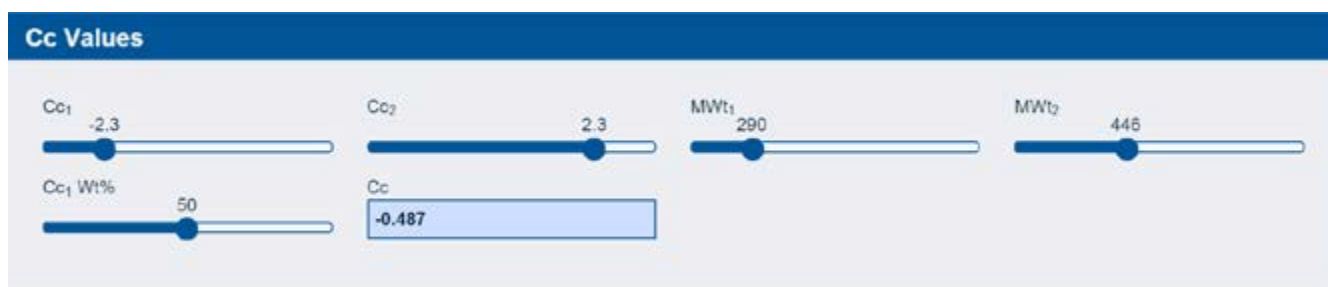 Cc Values
Cc₁
-2.3
Cc₂
2.3
MWt₁
290
MWt₂
446
Cc₁ Wt%
50
Cc
-0.487